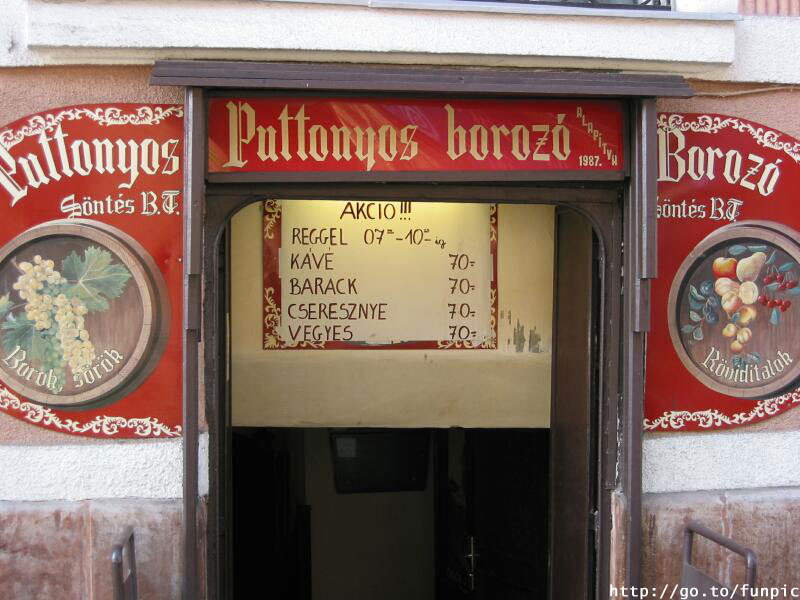 Puttonyos
Söntés B.T.
Borok, sörök
Puttonyos borozó
ALAPÍTVA
1987.
AKCIÓ!!!
REGGEL 07⁰⁰-10⁰⁰ ig
KÁVÉ 70.-
BARACK 70.-
CSERESZNYE 70.-
VEGYES 70.-
Borozó
Söntés B.T.
Röviditalok
http://go.to/funpic